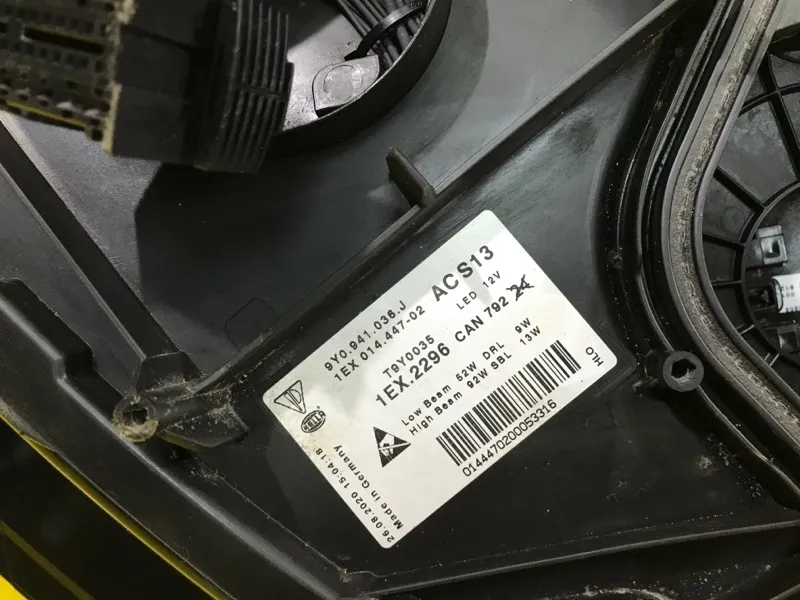 9Y0.941.036.J
1EX 014.447-02
ACS13
T9Y0035
LED 12V
1EX.2296 CAN 792
Low Beam 52W DRL 9W
High Beam 92W SBL 13W
HLO
HELLA
0144470200053316
Made in Germany
26.08.2020 15:04:18